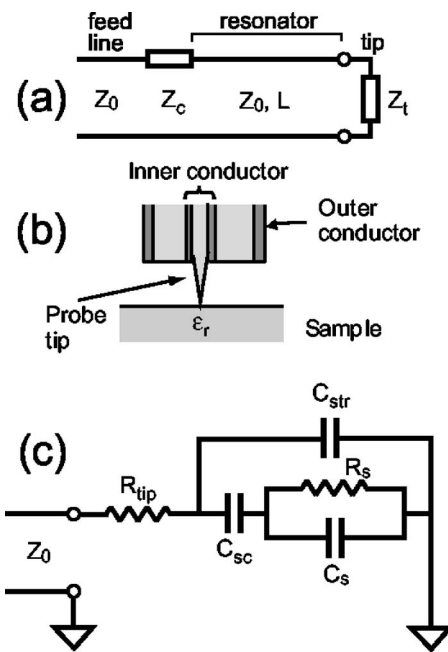 feed line
resonator
tip
(a)
Z0
Zc
Z0, L
Zt
Inner conductor
(b)
Outer conductor
Probe tip
εr
Sample
Cstr
(c)
Rtip
Rs
Csc
Cs
Z0